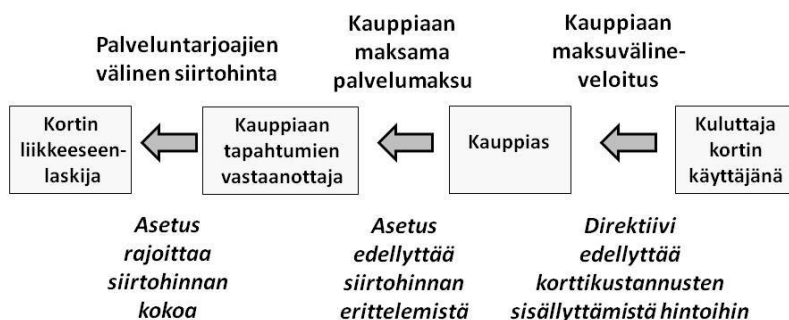 Palveluntarjoajien
välinen siirtohinta
Kauppiaan
maksama
palvelumaksu
Kauppiaan
maksuväline-
veloitus
Kortin
liikkeeseen-
laskija
Kauppiaan
tapahtumien
vastaanottaja
Kauppias
Kuluttaja
kortin
käyttäjänä
Asetus
rajoittaa
siirtohinnan
kokoa
Asetus
edellyttää
siirtohinnan
erittelemistä
Direktiivi
edellyttää
korttikustannusten
sisällyttämistä hintoihin